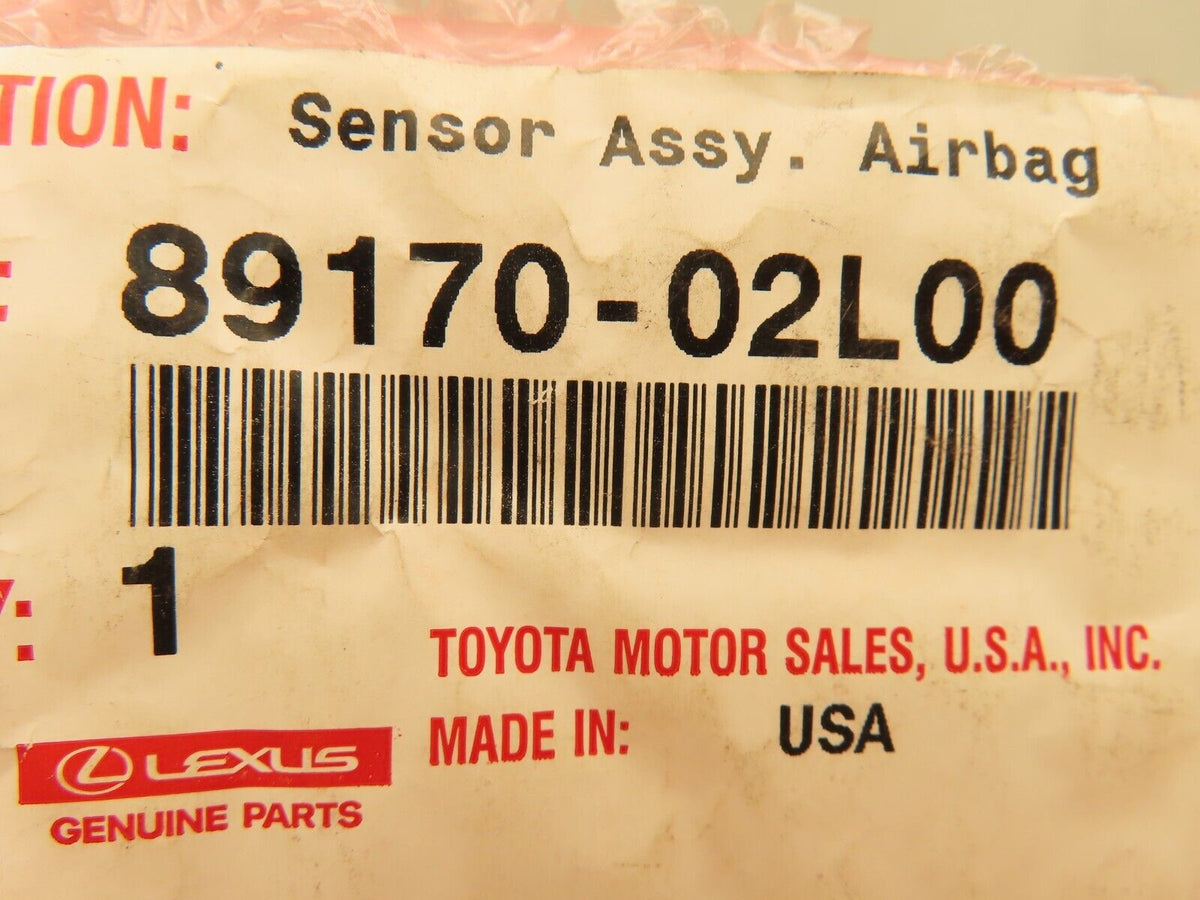 TION: Sensor Assy. Airbag
: 89170-02L00
: 1
TOYOTA MOTOR SALES, U.S.A., INC.
MADE IN: USA
LEXUS
GENUINE PARTS